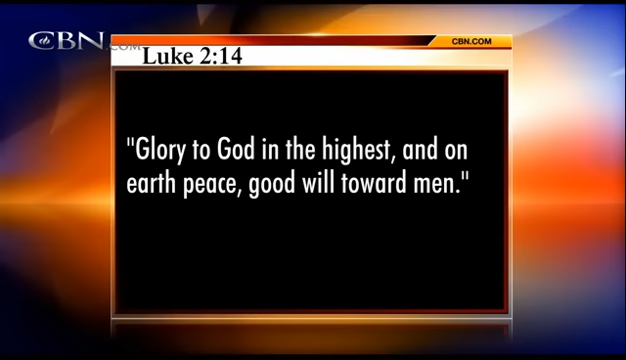 CBN.COM
CBN.COM
Luke 2:14
"Glory to God in the highest, and on
earth peace, good will toward men."